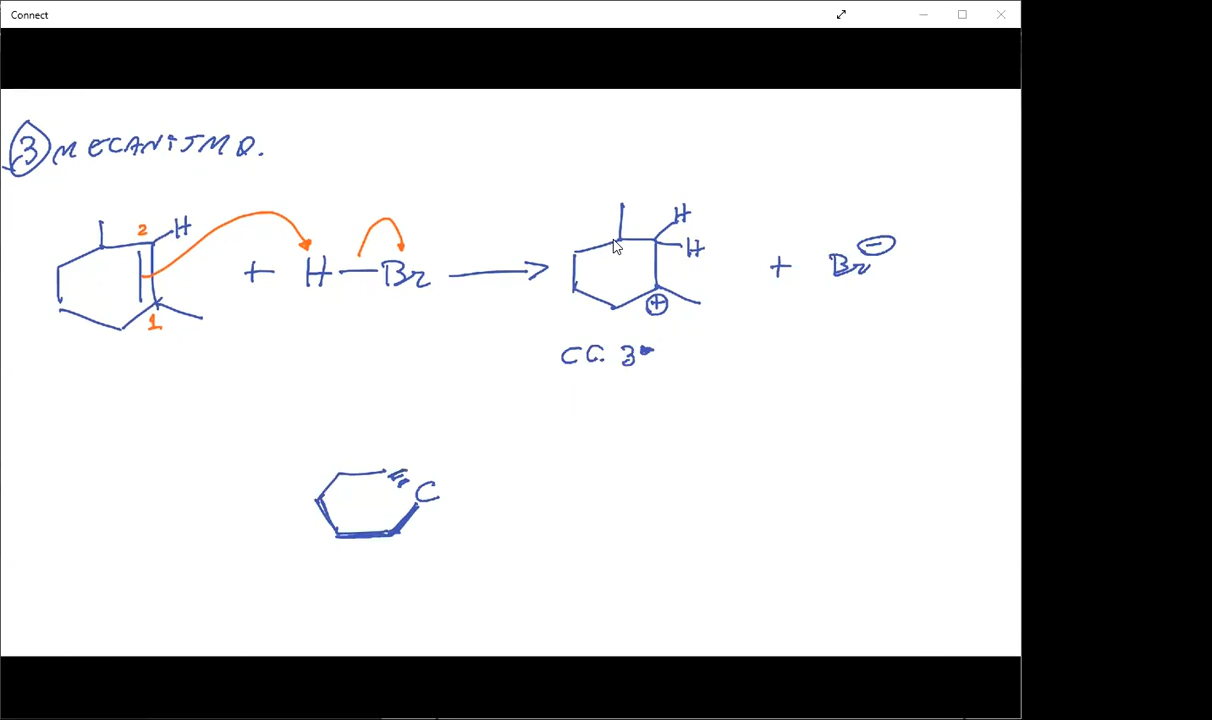 Connect
3 MECANISMO.
2 H
+ H—Br → H H + Br ⊖
1 ⊕
CC. 3°
C